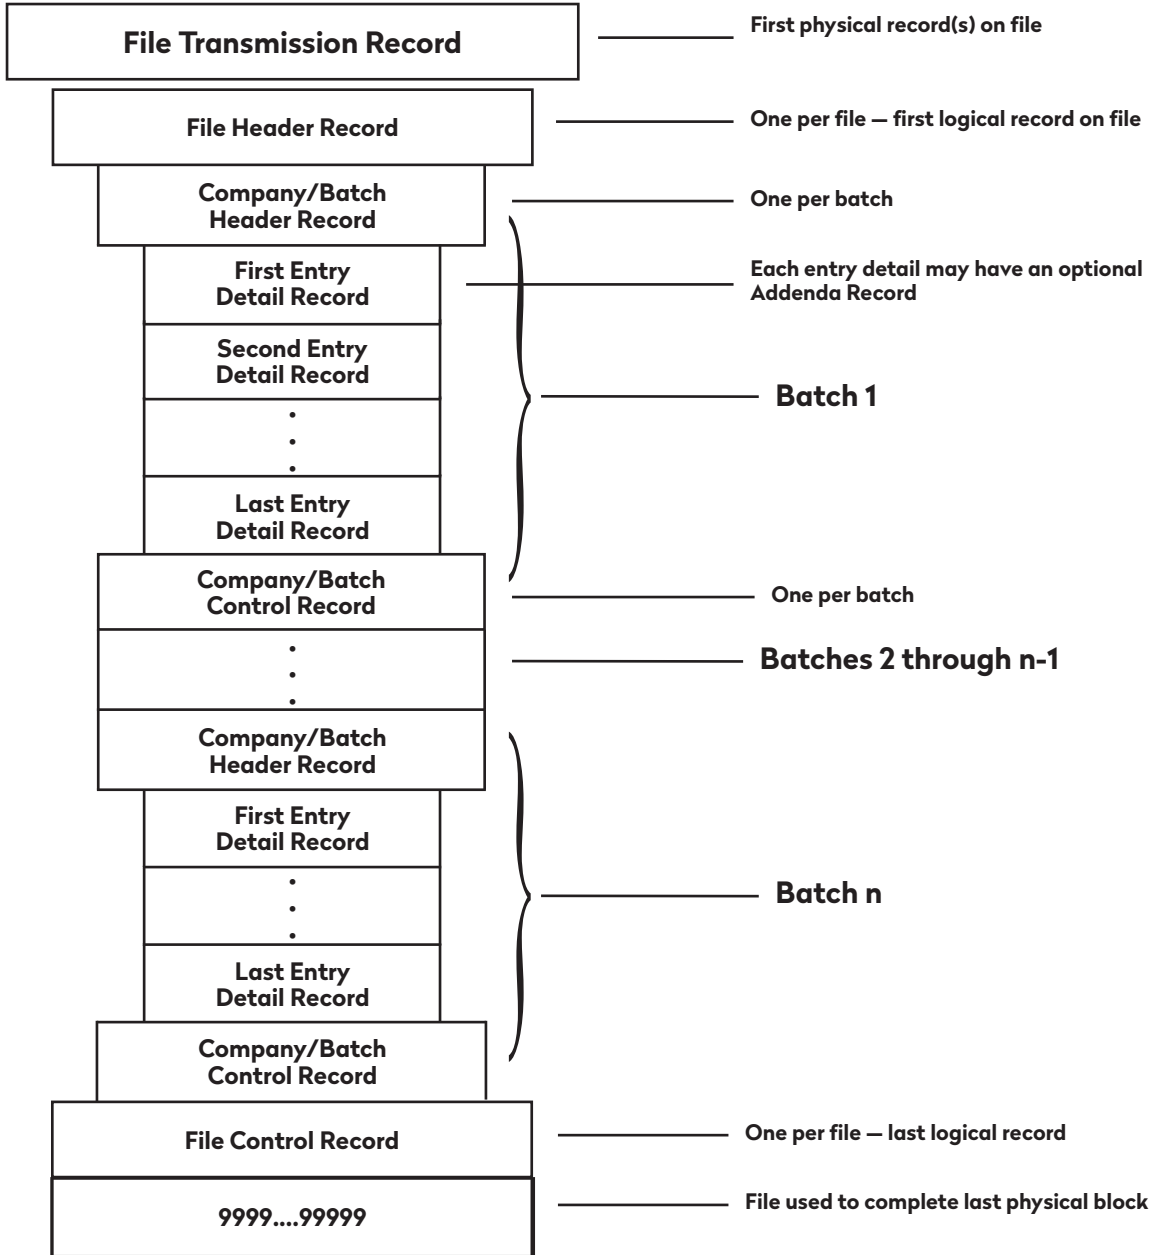 File Transmission Record
First physical record(s) on file
File Header Record
One per file – first logical record on file
Company/Batch
Header Record
One per batch
First Entry
Detail Record
Each entry detail may have an optional
Addenda Record
Second Entry
Detail Record
Batch 1
Last Entry
Detail Record
Company/Batch
Control Record
One per batch
Batches 2 through n-1
Company/Batch
Header Record
First Entry
Detail Record
Batch n
Last Entry
Detail Record
Company/Batch
Control Record
File Control Record
One per file – last logical record
9999....99999
File used to complete last physical block